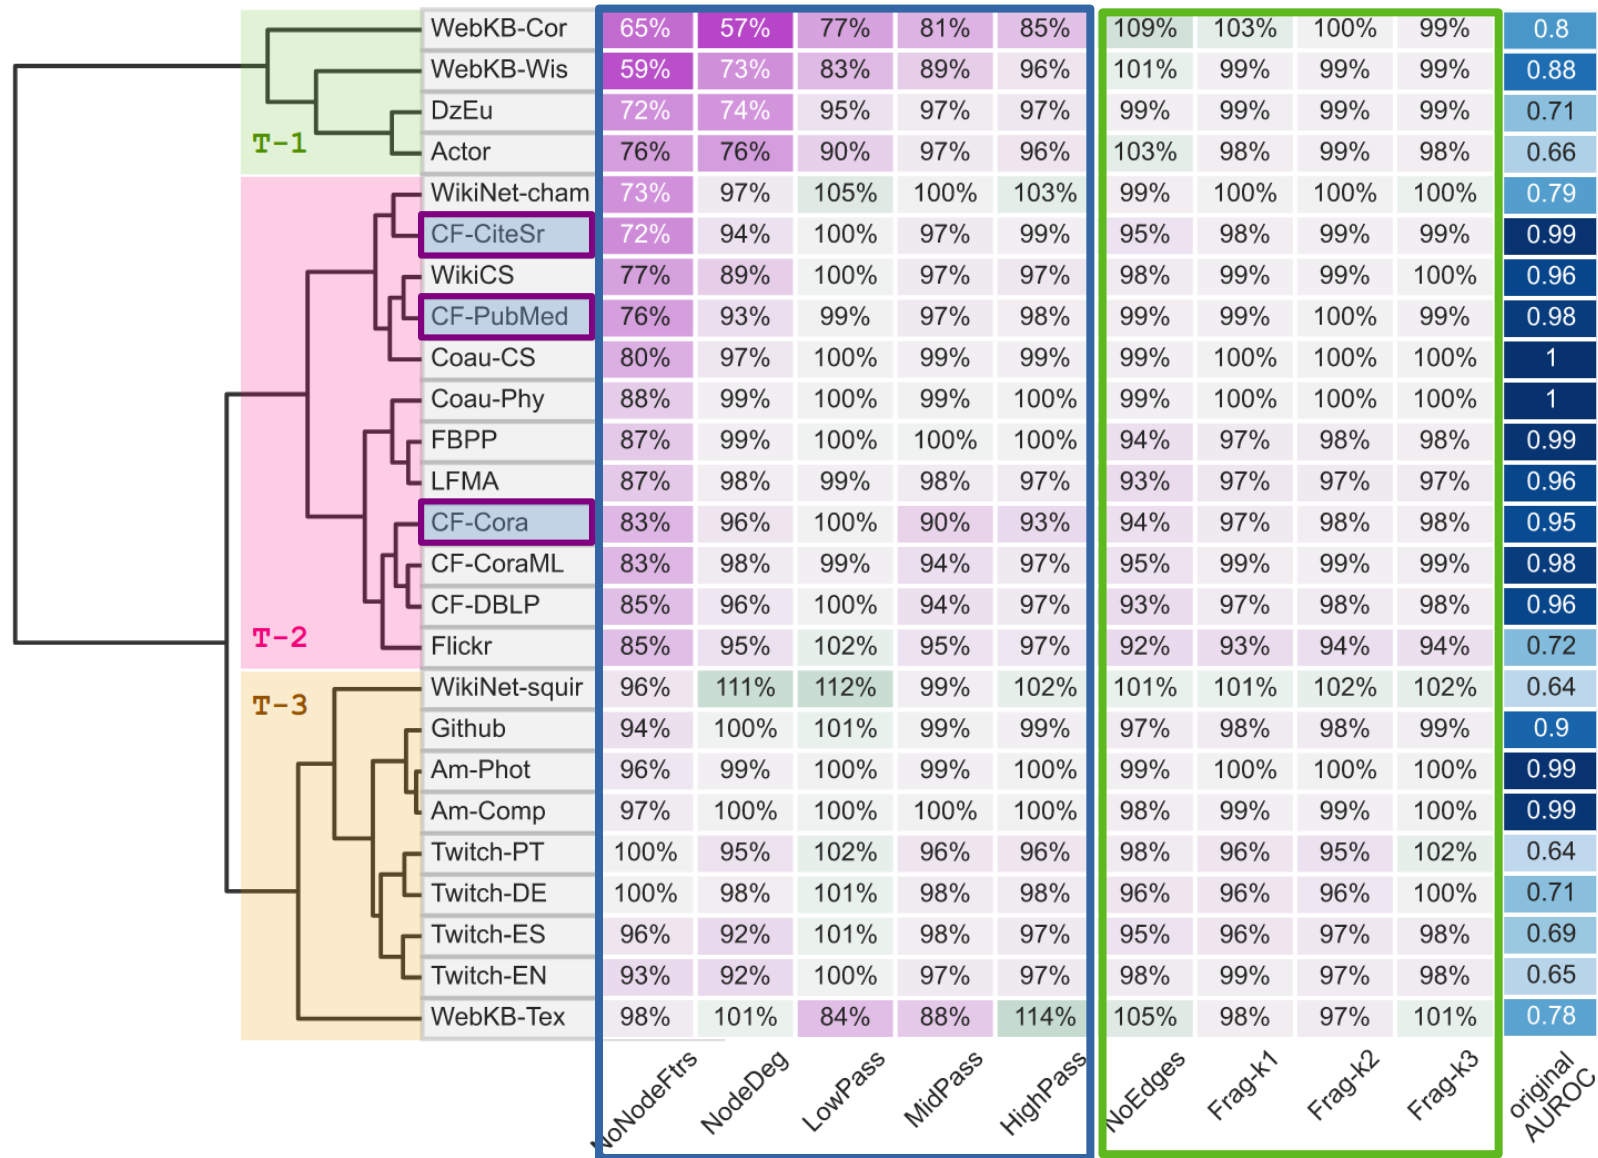 WebKB-Cor 65% 57% 77% 81% 85% 109% 103% 100% 99% 0.8
WebKB-Wis 59% 73% 83% 89% 96% 101% 99% 99% 99% 0.88
DzEu 72% 74% 95% 97% 97% 99% 99% 99% 99% 0.71
T-1
Actor 76% 76% 90% 97% 96% 103% 98% 99% 98% 0.66
WikiNet-cham 73% 97% 105% 100% 103% 99% 100% 100% 100% 0.79
CF-CiteSr 72% 94% 100% 97% 99% 95% 98% 99% 99% 0.99
WikiCS 77% 89% 100% 97% 97% 98% 99% 99% 100% 0.96
CF-PubMed 76% 93% 99% 97% 98% 99% 99% 100% 99% 0.98
Coau-CS 80% 97% 100% 99% 99% 99% 100% 100% 100% 1
Coau-Phy 88% 99% 100% 99% 100% 99% 100% 100% 100% 1
FBPP 87% 99% 100% 100% 100% 94% 97% 98% 98% 0.99
LFMA 87% 98% 99% 98% 97% 93% 97% 97% 97% 0.96
CF-Cora 83% 96% 100% 90% 93% 94% 97% 98% 98% 0.95
CF-CoraML 83% 98% 99% 94% 97% 95% 99% 99% 99% 0.98
CF-DBLP 85% 96% 100% 94% 97% 93% 97% 98% 98% 0.96
T-2
Flickr 85% 95% 102% 95% 97% 92% 93% 94% 94% 0.72
WikiNet-squir 96% 111% 112% 99% 102% 101% 101% 102% 102% 0.64
T-3
Github 94% 100% 101% 99% 99% 97% 98% 98% 99% 0.9
Am-Phot 96% 99% 100% 99% 100% 99% 100% 100% 100% 0.99
Am-Comp 97% 100% 100% 100% 100% 98% 99% 99% 100% 0.99
Twitch-PT 100% 95% 102% 96% 96% 98% 96% 95% 102% 0.64
Twitch-DE 100% 98% 101% 98% 98% 96% 96% 96% 100% 0.71
Twitch-ES 96% 92% 101% 98% 97% 95% 96% 97% 98% 0.69
Twitch-EN 93% 92% 100% 97% 97% 98% 99% 97% 98% 0.65
WebKB-Tex 98% 101% 84% 88% 114% 105% 98% 97% 101% 0.78
NoNodeFtrs NodeDeg LowPass MidPass HighPass NoEdges Frag-k1 Frag-k2 Frag-k3 original
AUROC